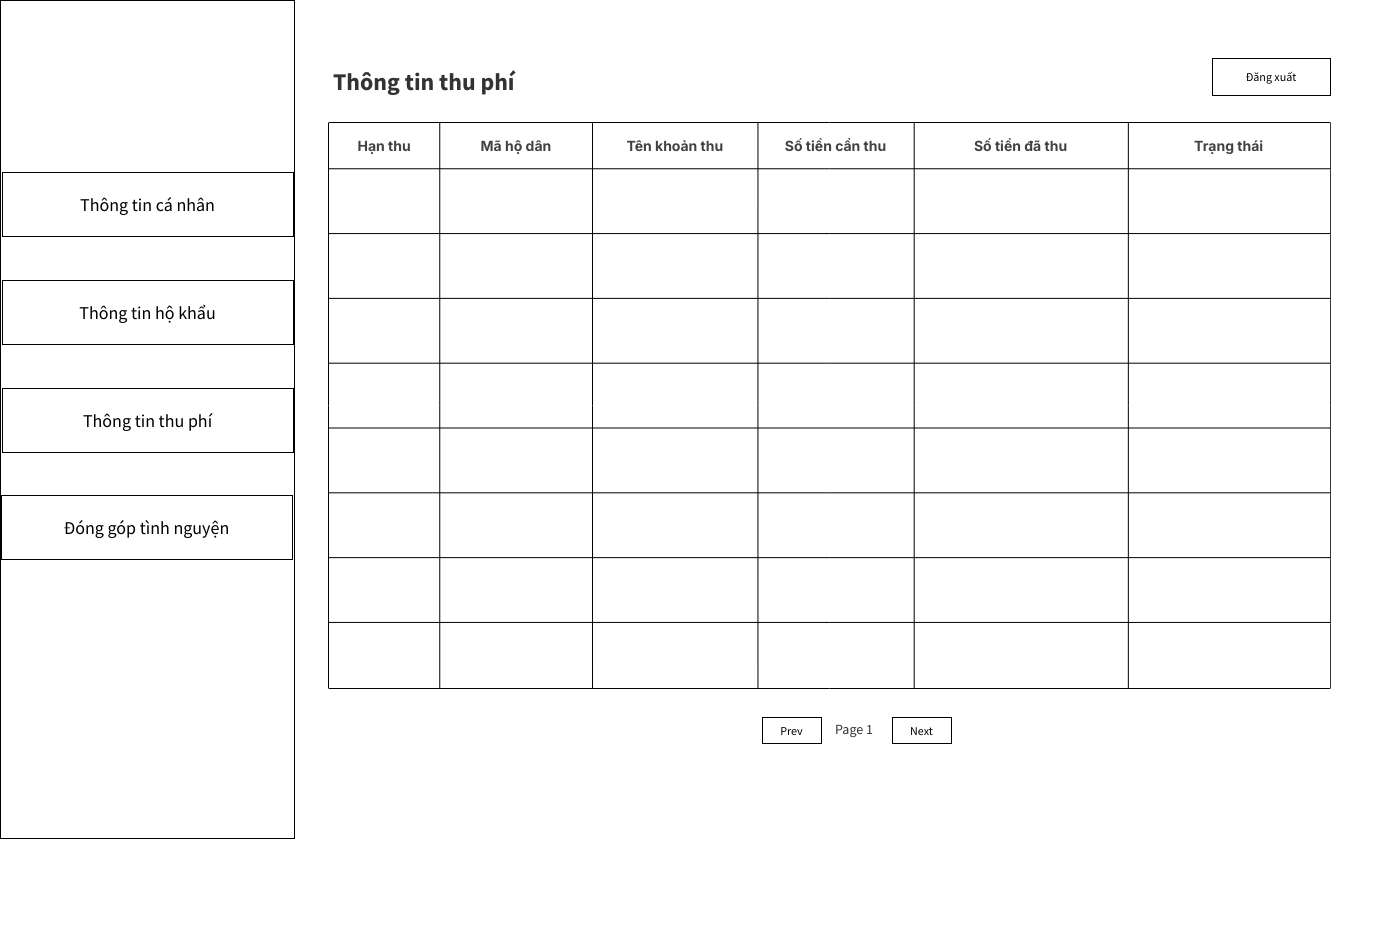 Thông tin thu phí
Đăng xuất
Hạn thu
Mã hộ dân
Tên khoản thu
Số tiền cần thu
Số tiền đã thu
Trạng thái
Thông tin cá nhân
Thông tin hộ khẩu
Thông tin thu phí
Đóng góp tình nguyện
Prev
Page 1
Next